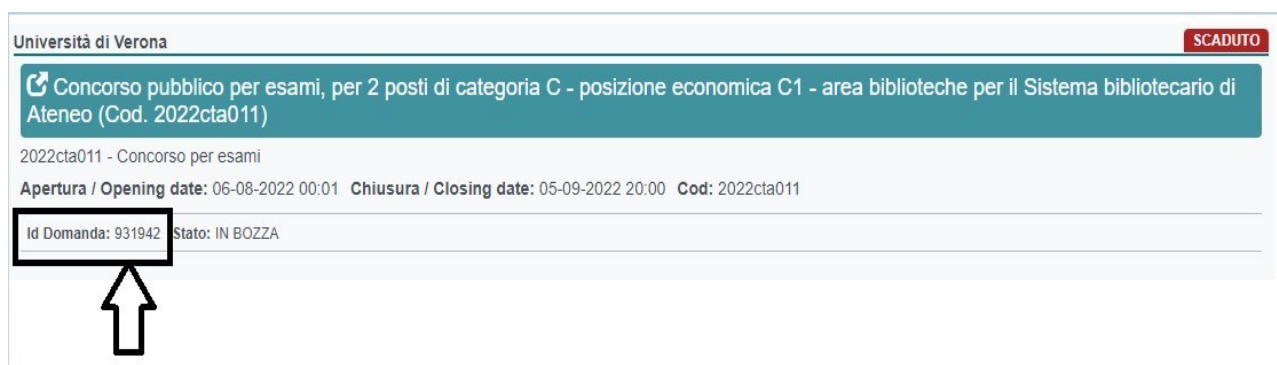 Università di Verona
SCADUTO
Concorso pubblico per esami, per 2 posti di categoria C - posizione economica C1 - area biblioteche per il Sistema bibliotecario di
Ateneo (Cod. 2022cta011)
2022cta011 - Concorso per esami
Apertura / Opening date: 06-08-2022 00:01 Chiusura / Closing date: 05-09-2022 20:00 Cod: 2022cta011
Id Domanda: 931942 Stato: IN BOZZA